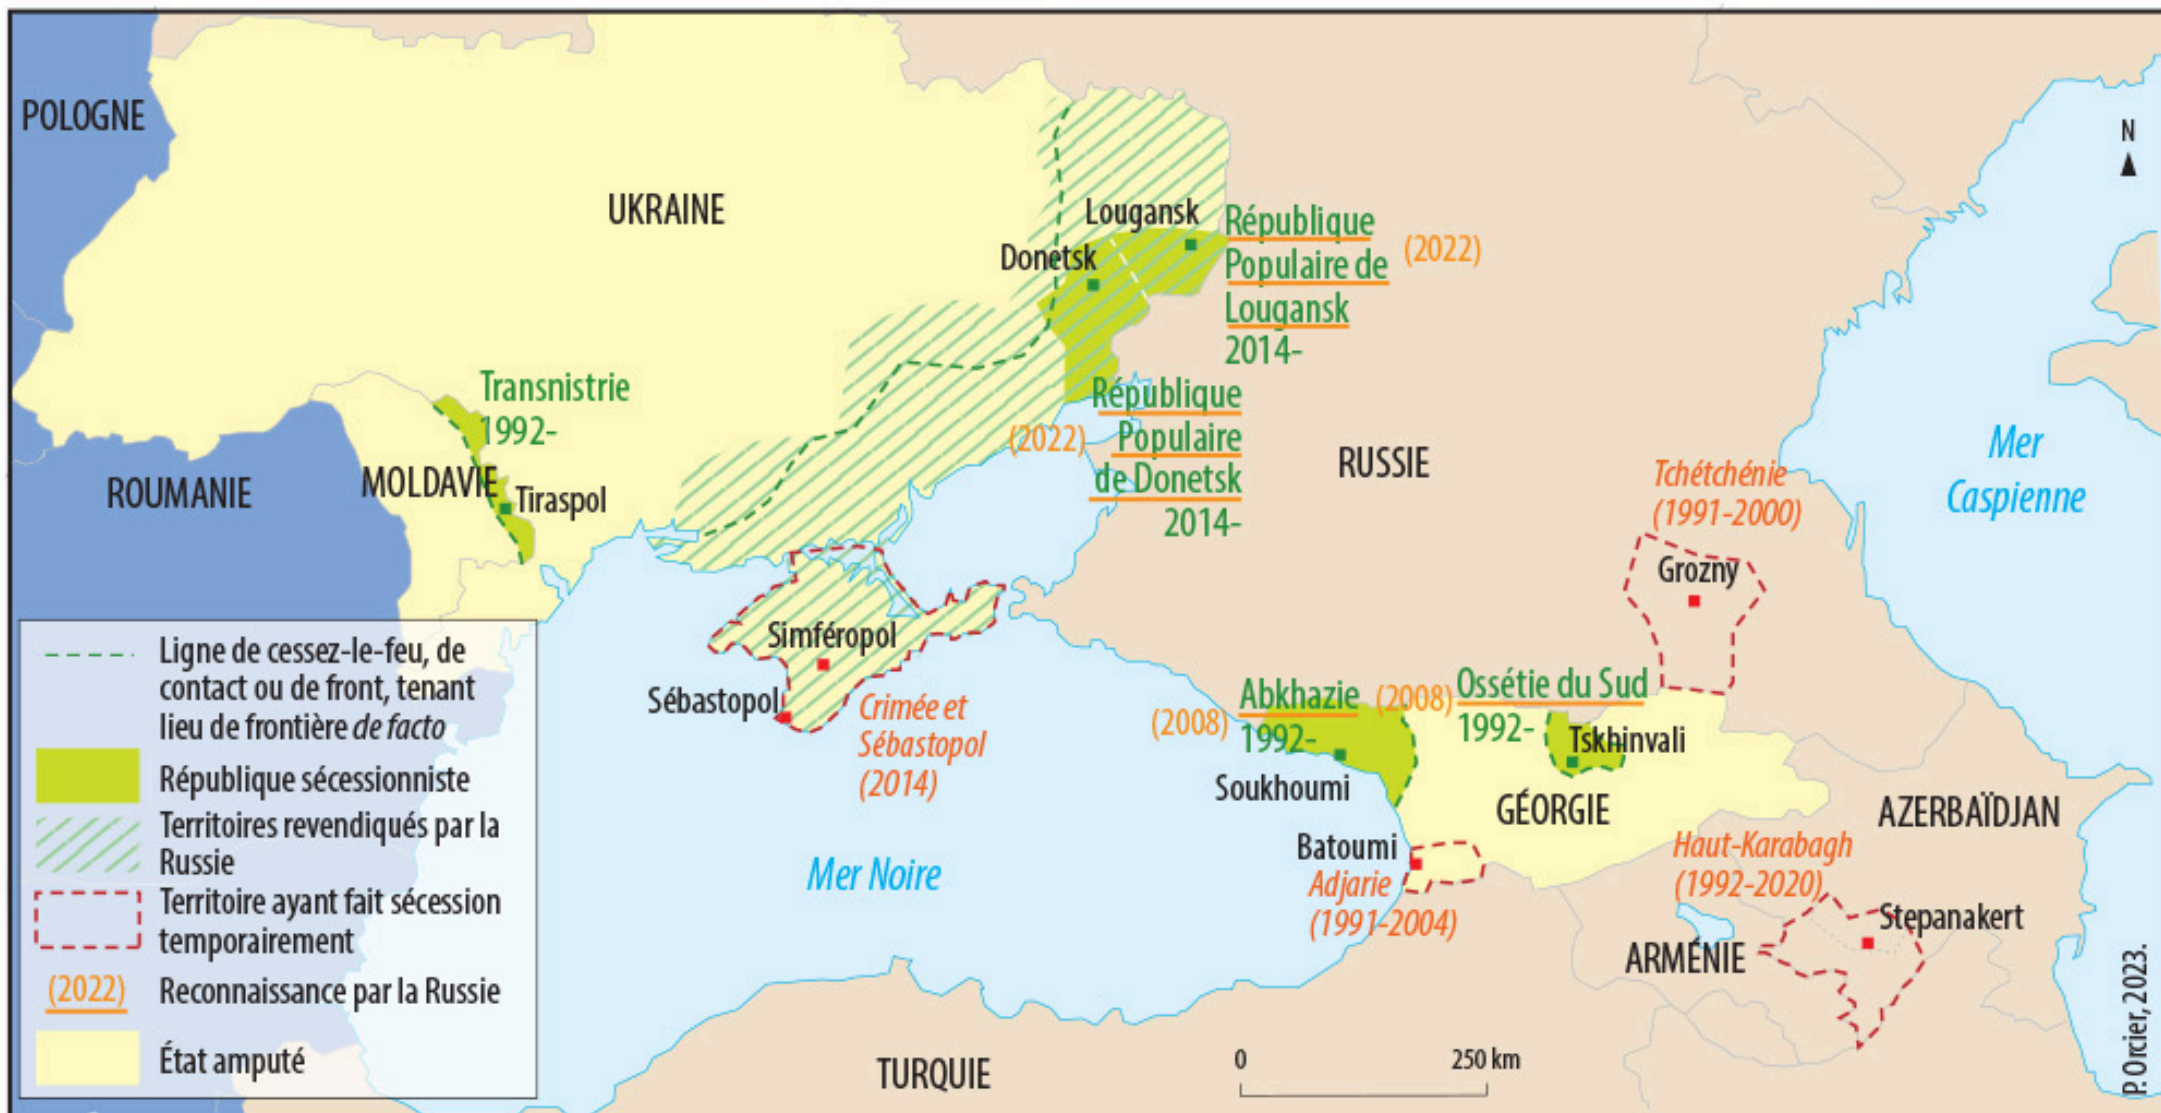 POLOGNE
UKRAINE
N
Lougansk
Donetsk
République
Populaire de
Lougansk
2014-
(2022)
Transnistrie
1992-
République
Populaire
de Donetsk
2014-
(2022)
ROUMANIE
MOLDAVIE
Tiraspol
RUSSIE
Mer
Caspienne
Tchétchénie
(1991-2000)
Grozny
Simféropol
Sébastopol
Crimée et
Sébastopol
(2014)
(2008)
Abkhazie
1992-
Soukhoumi
(2008)
Ossétie du Sud
1992-
Tskhinvali
GÉORGIE
AZERBAÏDJAN
Mer Noire
Batoumi
Adjarie
(1991-2004)
Haut-Karabagh
(1992-2020)
Stepanakert
ARMÉNIE
TURQUIE
0 250 km
P. Orcier, 2023.
Ligne de cessez-le-feu, de
contact ou de front, tenant
lieu de frontière de facto
République sécessionniste
Territoires revendiqués par la
Russie
Territoire ayant fait sécession
temporairement
(2022) Reconnaissance par la Russie
État amputé